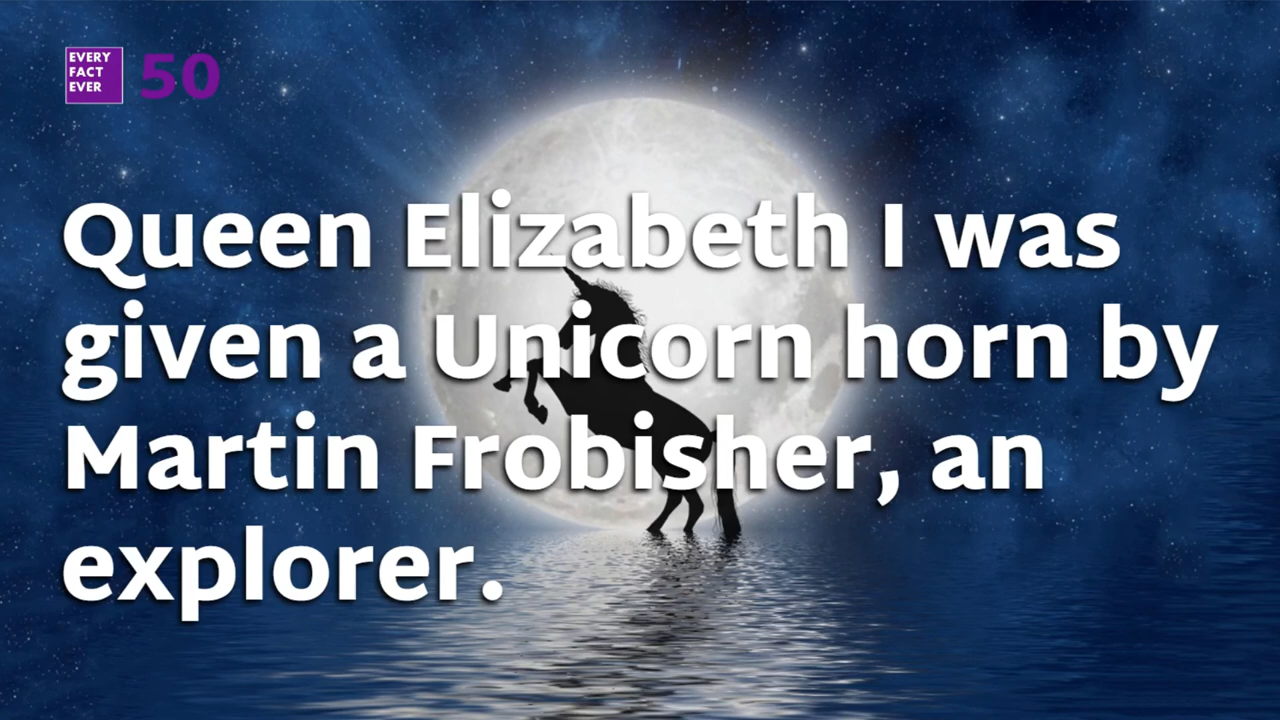 EVERY
FACT
EVER
50
Queen Elizabeth I was
given a Unicorn horn by
Martin Frobisher, an
explorer.